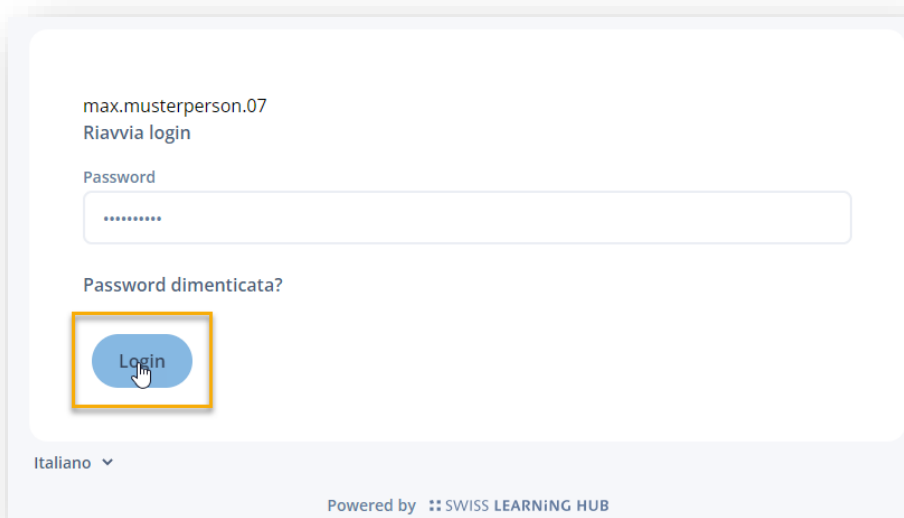 max.musterperson.07
Riavvia login
Password
••••••••••
Password dimenticata?
Login
Italiano
Powered by SWISS LEARNiNG HUB